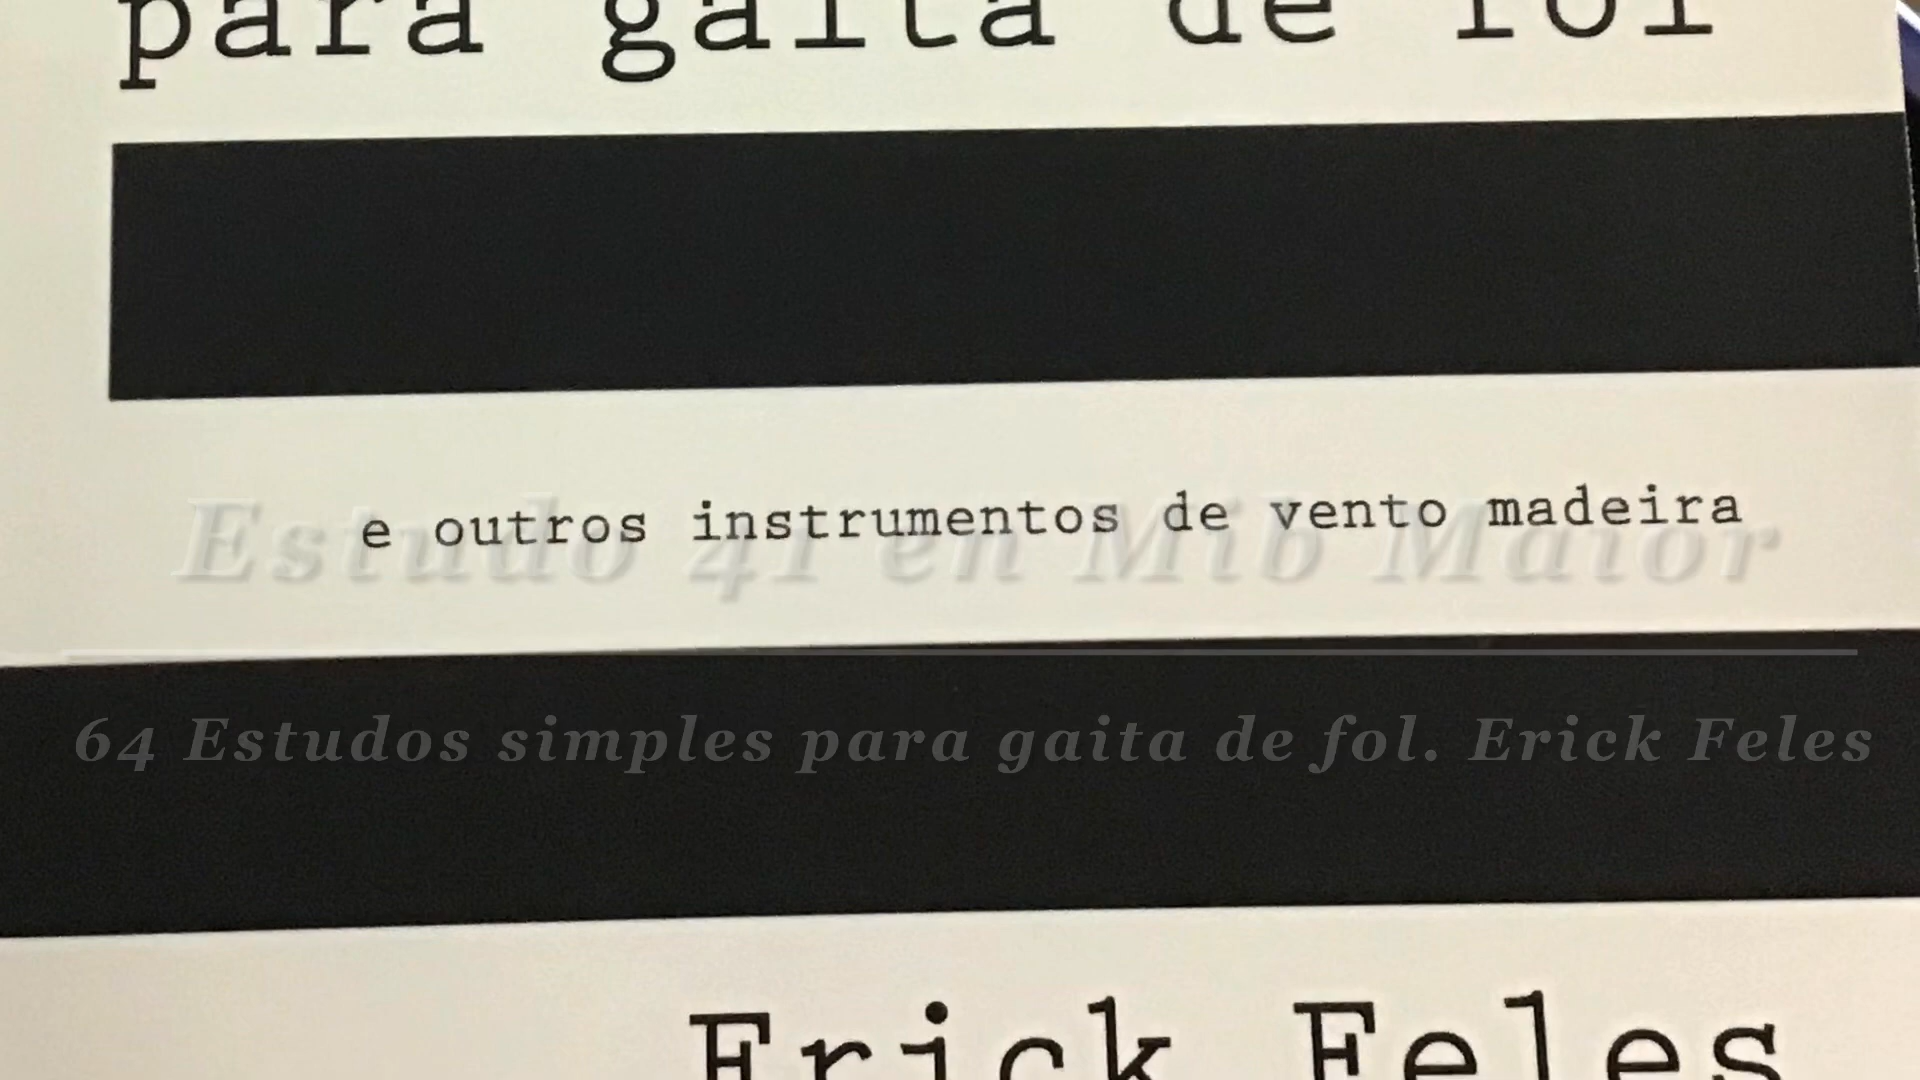 para gaita de fol
e outros instrumentos de vento madeira
Estudo 41 en Mib Maior
64 Estudos simples para gaita de fol. Erick Feles
Erick Feles